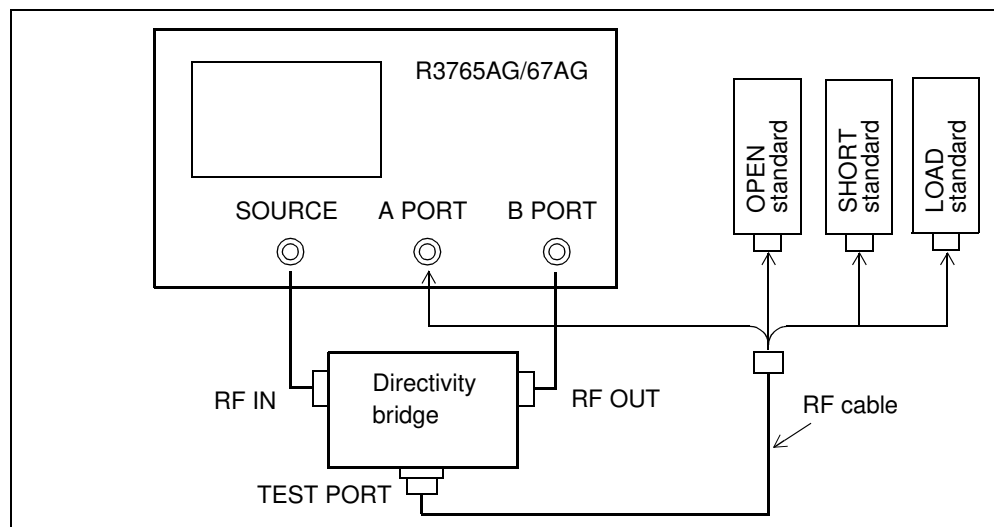 R3765AG/67AG
SOURCE
A PORT
B PORT
OPEN
standard
SHORT
standard
LOAD
standard
RF IN
Directivity
bridge
RF OUT
TEST PORT
RF cable